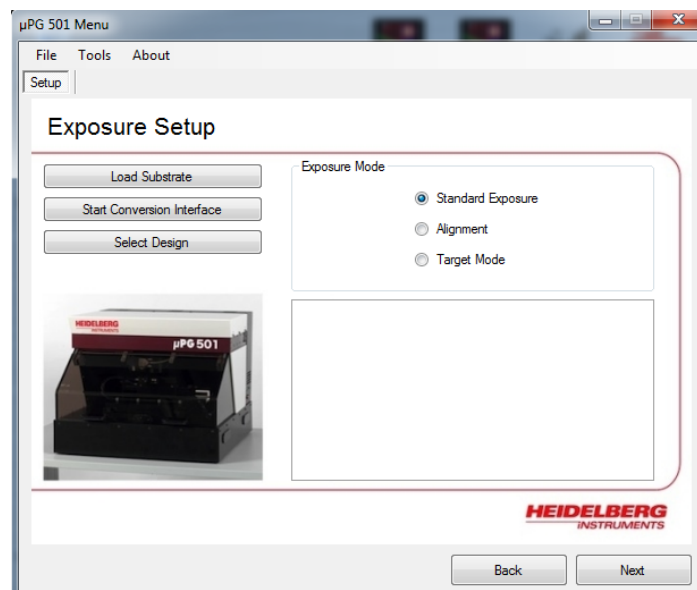 µPG 501 Menu
File Tools About
Setup
Exposure Setup
Load Substrate
Start Conversion Interface
Select Design
Exposure Mode
Standard Exposure
Alignment
Target Mode
HEIDELBERG
INSTRUMENTS
µPG 501
HEIDELBERG
INSTRUMENTS
Back Next